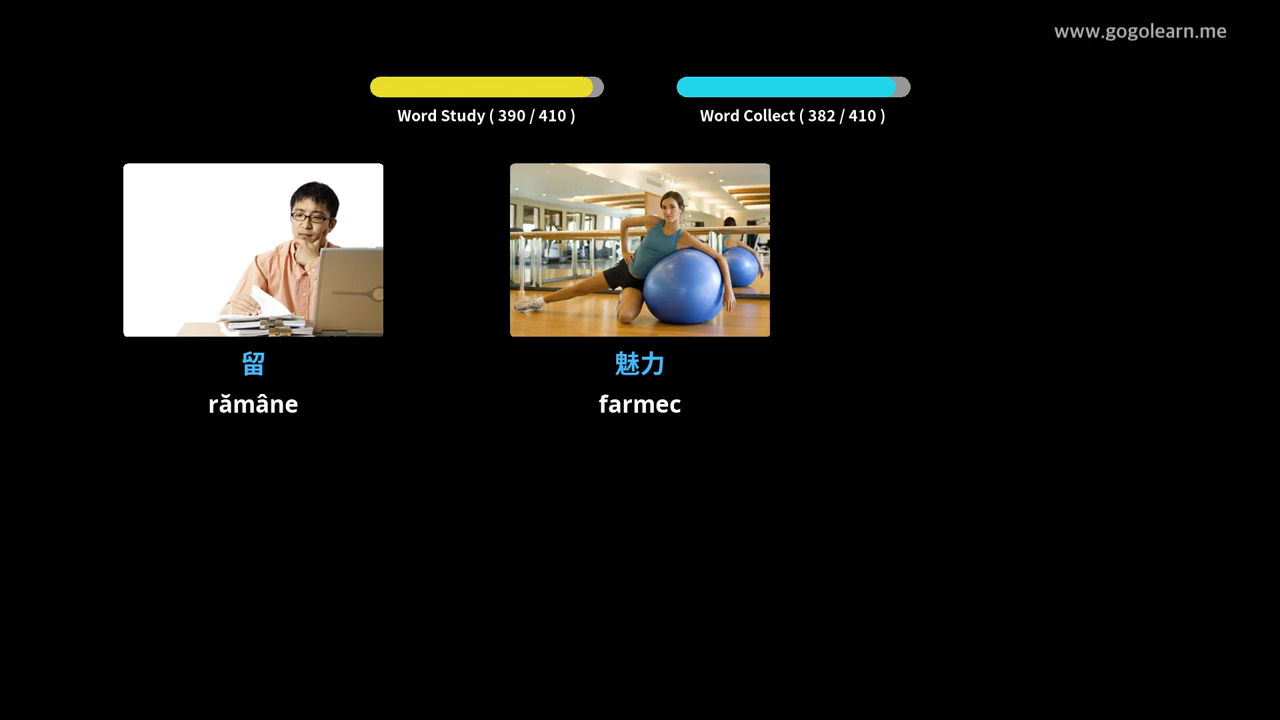 www.gogolearn.me
Word Study ( 390 / 410 )
Word Collect ( 382 / 410 )
留
rămâne
魅力
farmec